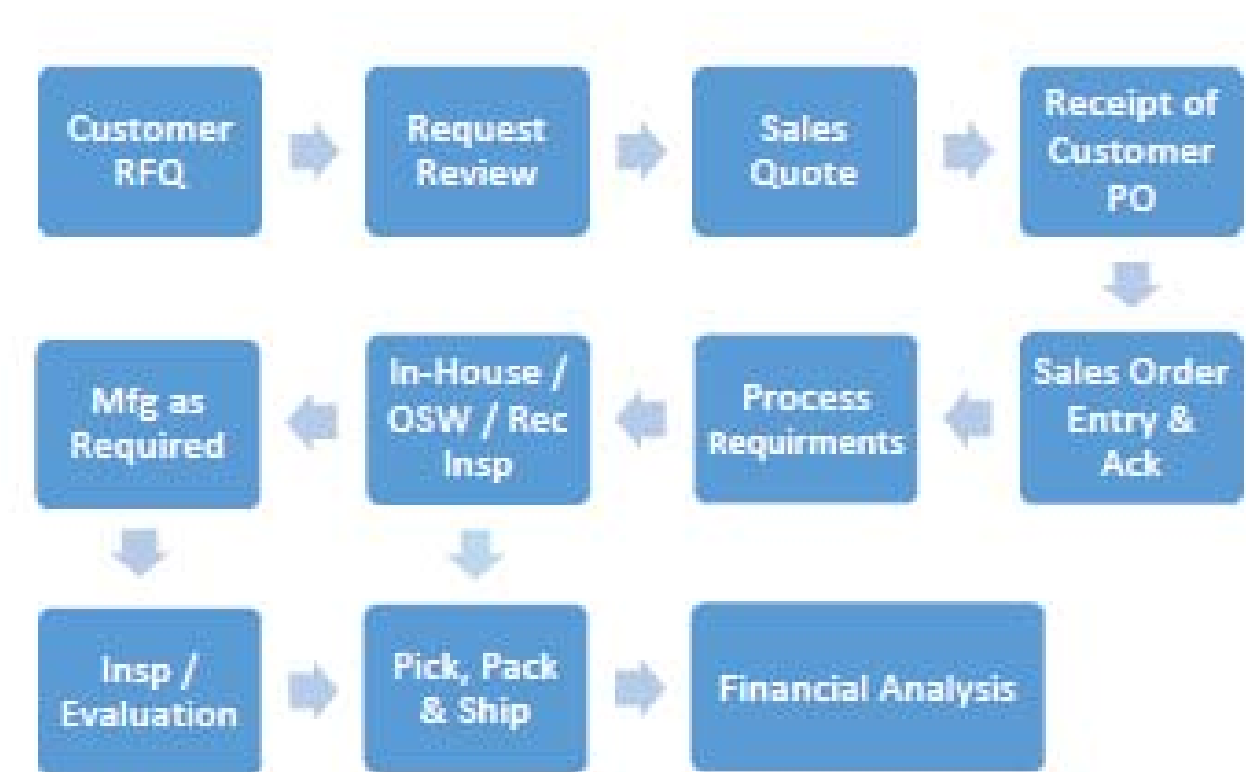 Customer
RFQ
Request
Review
Sales
Quote
Receipt of
Customer
PO
Sales Order
Entry &
Ack
Process
Requirments
In-House /
OSW / Rec
Insp
Mfg as
Required
Insp /
Evaluation
Pick, Pack
& Ship
Financial Analysis